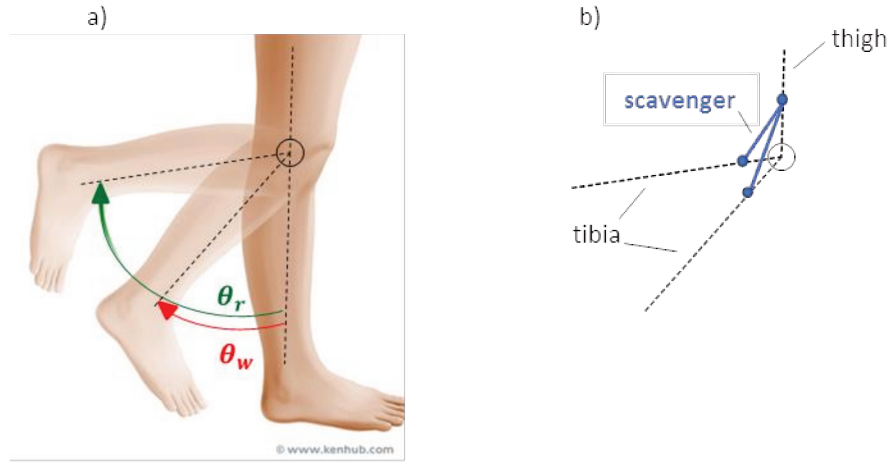 a)
b)
thigh
scavenger
tibia
θr
θw
© www.kenhub.com